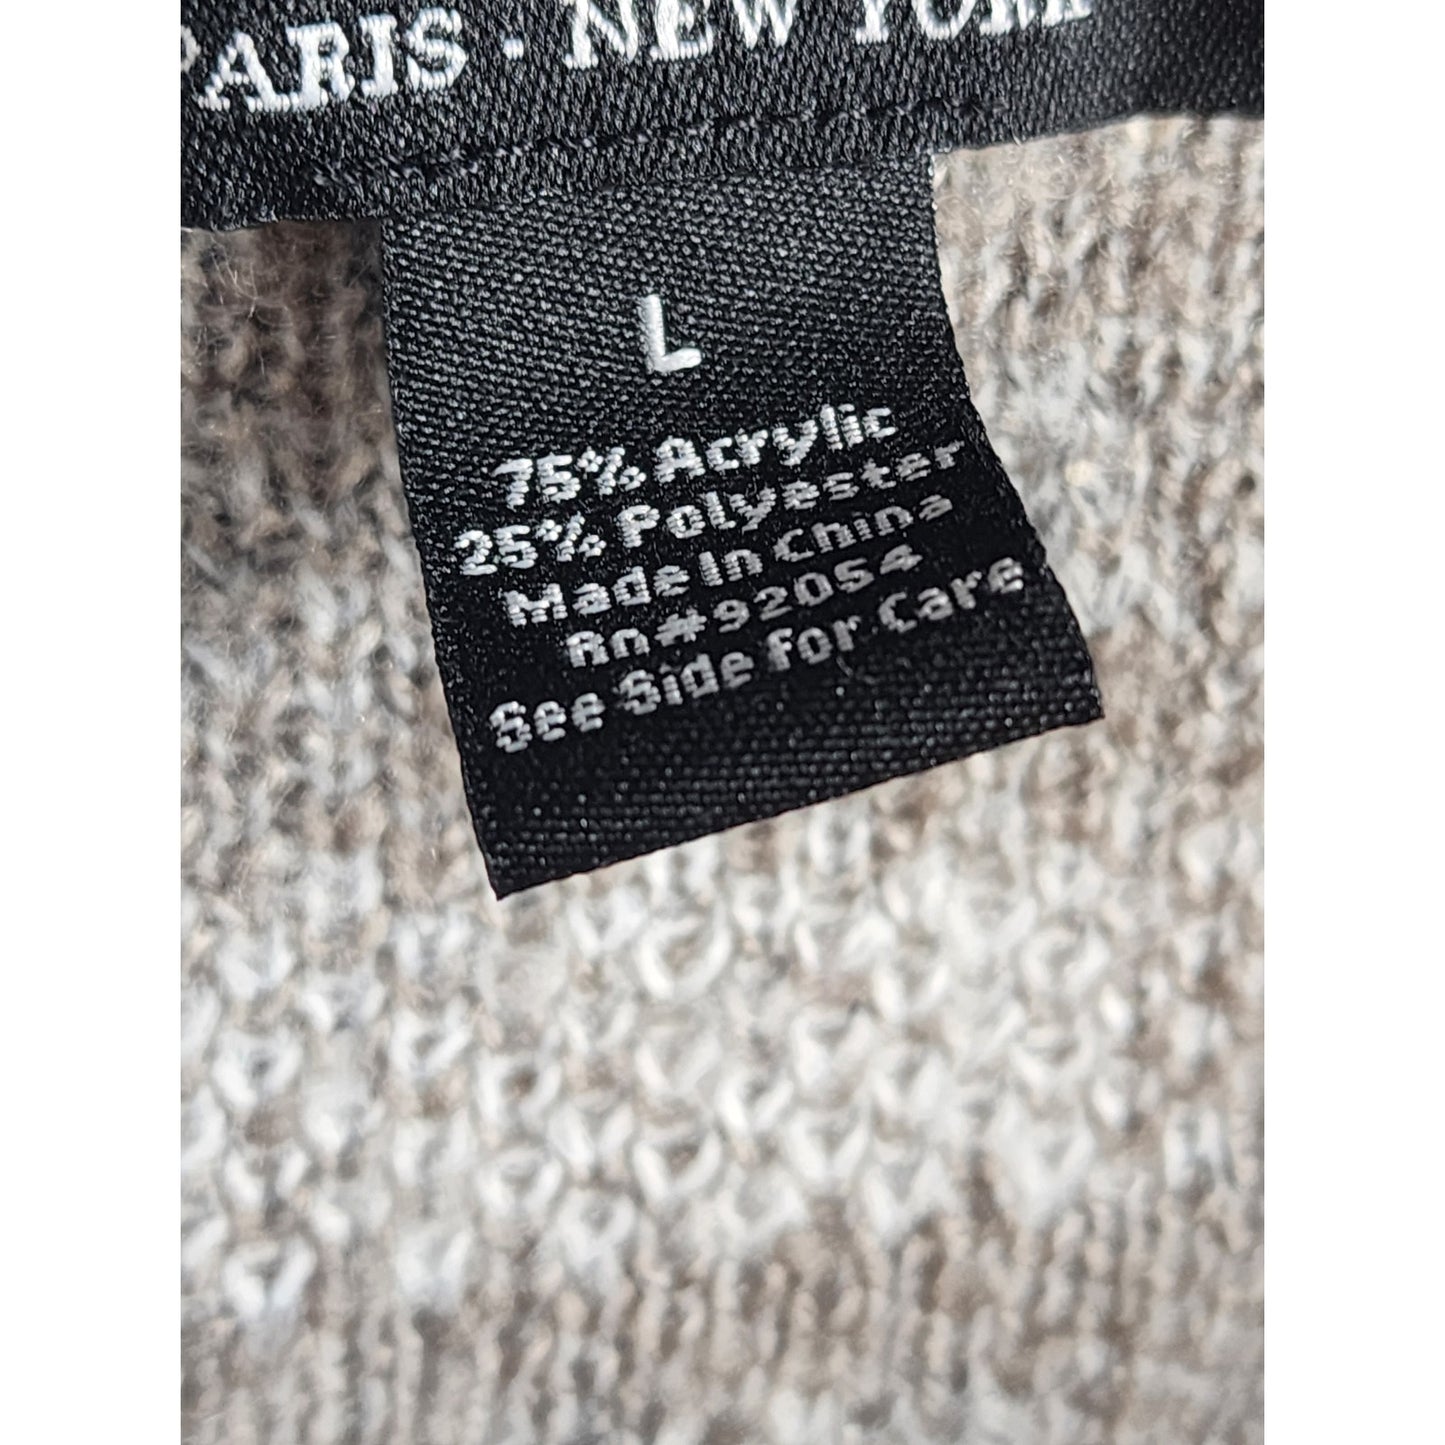 PARIS - NEW YORK
L
75% Acrylic
25% Polyester
Made In China
Rn#92054
See Side For Care